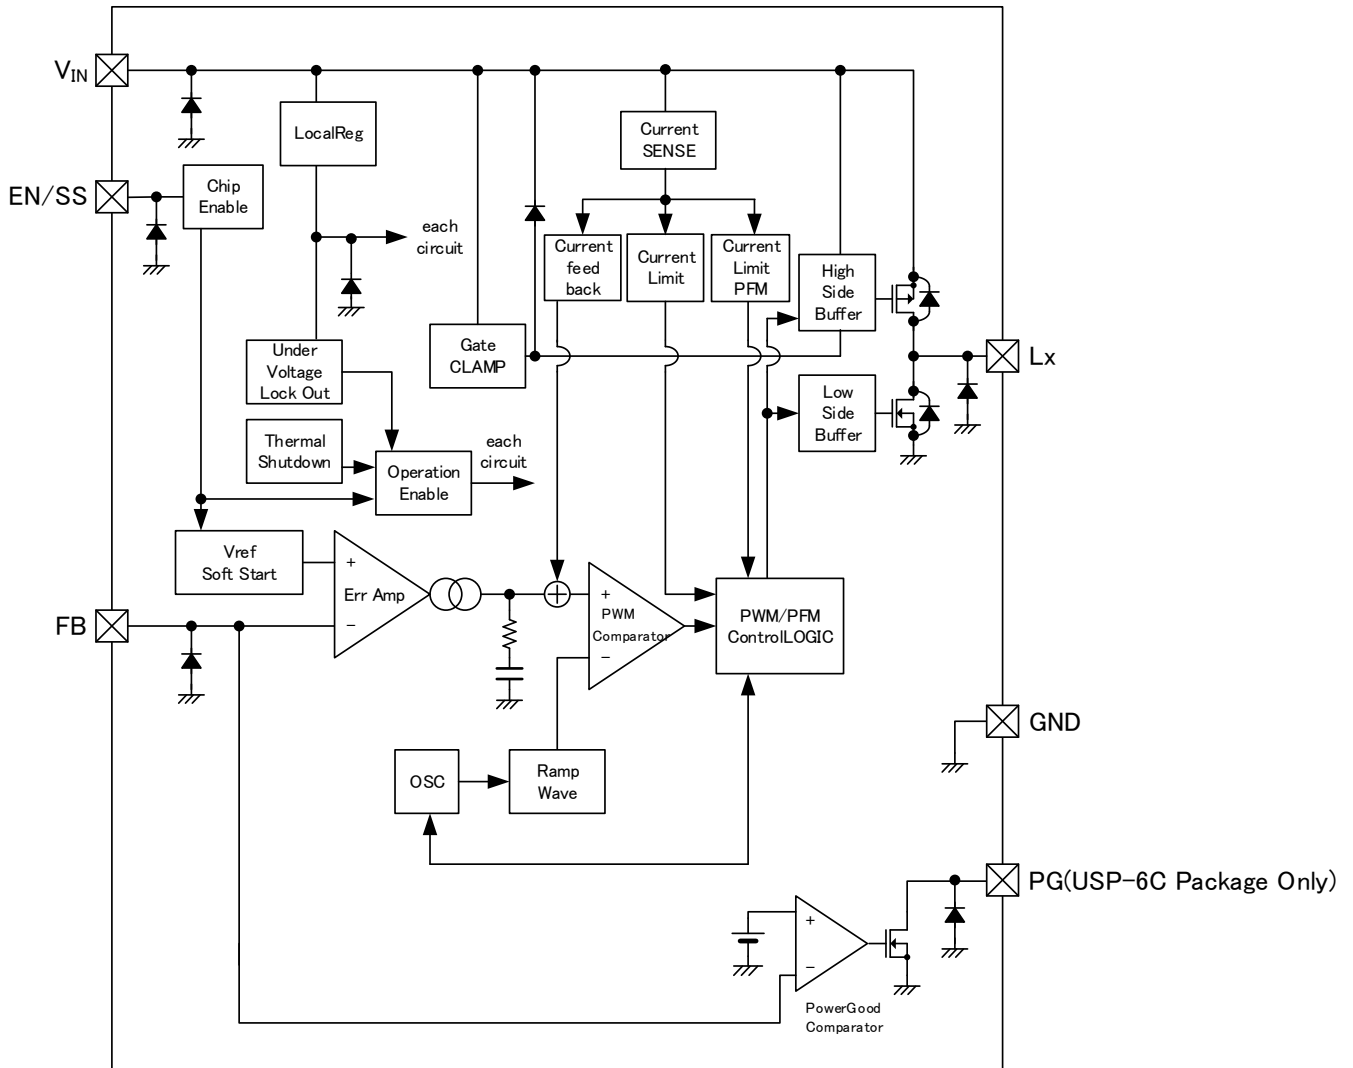 VIN
LocalReg
Current
SENSE
EN/SS
Chip
Enable
each
circuit
Current
feed
back
Current
Limit
Current
Limit
PFM
High
Side
Buffer
Under
Voltage
Lock Out
Gate
CLAMP
Lx
Low
Side
Buffer
Thermal
Shutdown
Operation
Enable
each
circuit
Vref
Soft Start
+
Err Amp
−
+
PWM
Comparator
−
PWM/PFM
ControlLOGIC
FB
GND
OSC
Ramp
Wave
PG(USP-6C Package Only)
+
−
PowerGood
Comparator